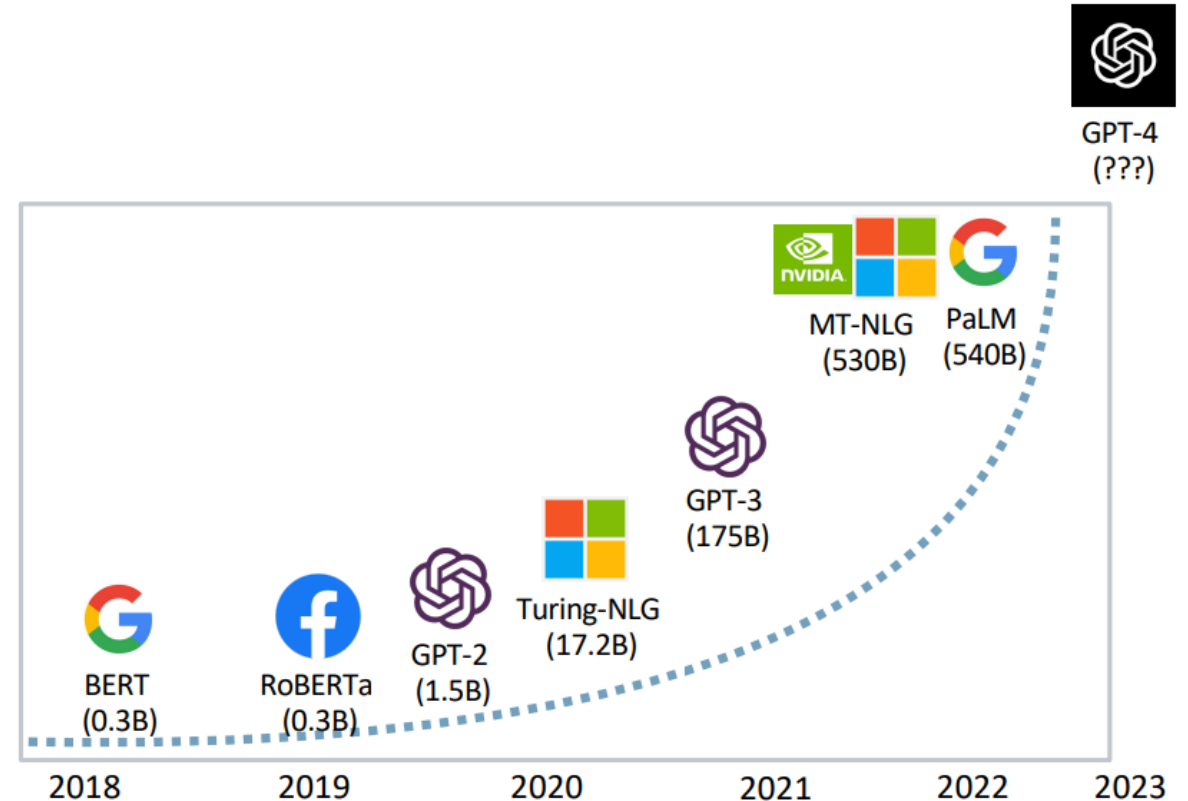 GPT-4
(???)
NVIDIA
MT-NLG
(530B)
PaLM
(540B)
GPT-3
(175B)
Turing-NLG
(17.2B)
GPT-2
(1.5B)
RoBERTa
(0.3B)
BERT
(0.3B)
2018
2019
2020
2021
2022
2023